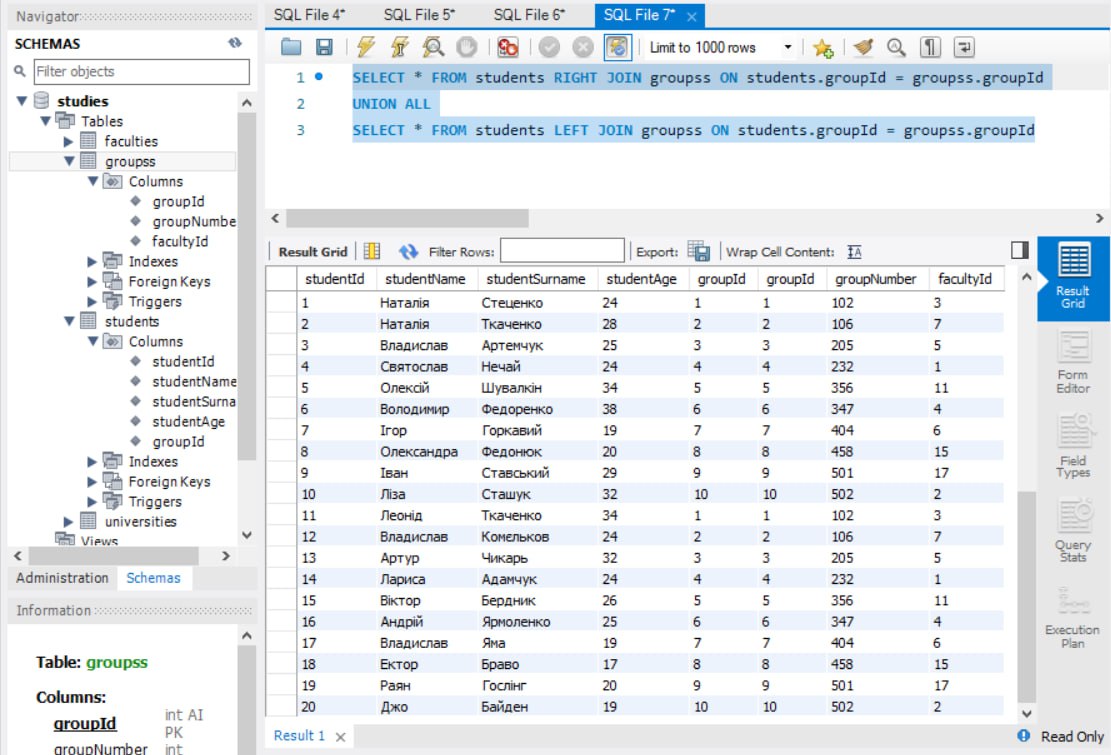 Navigator
SCHEMAS
Filter objects
studies
Tables
faculties
groupss
Columns
groupId
groupNumbe
facultyId
Indexes
Foreign Keys
Triggers
students
Columns
studentId
studentName
studentSurna
studentAge
groupId
Indexes
Foreign Keys
Triggers
universities
Views
Administration Schemas
Information
Table: groupss
Columns:
groupId int AI
PK
groupNumber int
SQL File 4* SQL File 5* SQL File 6* SQL File 7*
Limit to 1000 rows
1 SELECT * FROM students RIGHT JOIN groupss ON students.groupId = groupss.groupId
2 UNION ALL
3 SELECT * FROM students LEFT JOIN groupss ON students.groupId = groupss.groupId
Result Grid Filter Rows: Export: Wrap Cell Content:
studentId studentName studentSurname studentAge groupId groupId groupNumber facultyId
1 Наталія Стеценко 24 1 1 102 3
2 Наталія Ткаченко 28 2 2 106 7
3 Владислав Артемчук 25 3 3 205 5
4 Святослав Нечай 24 4 4 232 1
5 Олексій Шувалкін 34 5 5 356 11
6 Володимир Федоренко 38 6 6 347 4
7 Ігор Горкавий 19 7 7 404 6
8 Олександра Федонюк 20 8 8 458 15
9 Іван Ставський 29 9 9 501 17
10 Ліза Сташук 32 10 10 502 2
11 Леонід Ткаченко 34 1 1 102 3
12 Владислав Комельков 24 2 2 106 7
13 Артур Чикарь 32 3 3 205 5
14 Лариса Адамчук 24 4 4 232 1
15 Віктор Бердник 26 5 5 356 11
16 Андрій Ярмоленко 25 6 6 347 4
17 Владислав Яма 19 7 7 404 6
18 Ектор Браво 17 8 8 458 15
19 Раян Гослінг 20 9 9 501 17
20 Джо Байден 19 10 10 502 2
Result 1
Result
Grid
Form
Editor
Field
Types
Query
Stats
Execution
Plan
Read Only